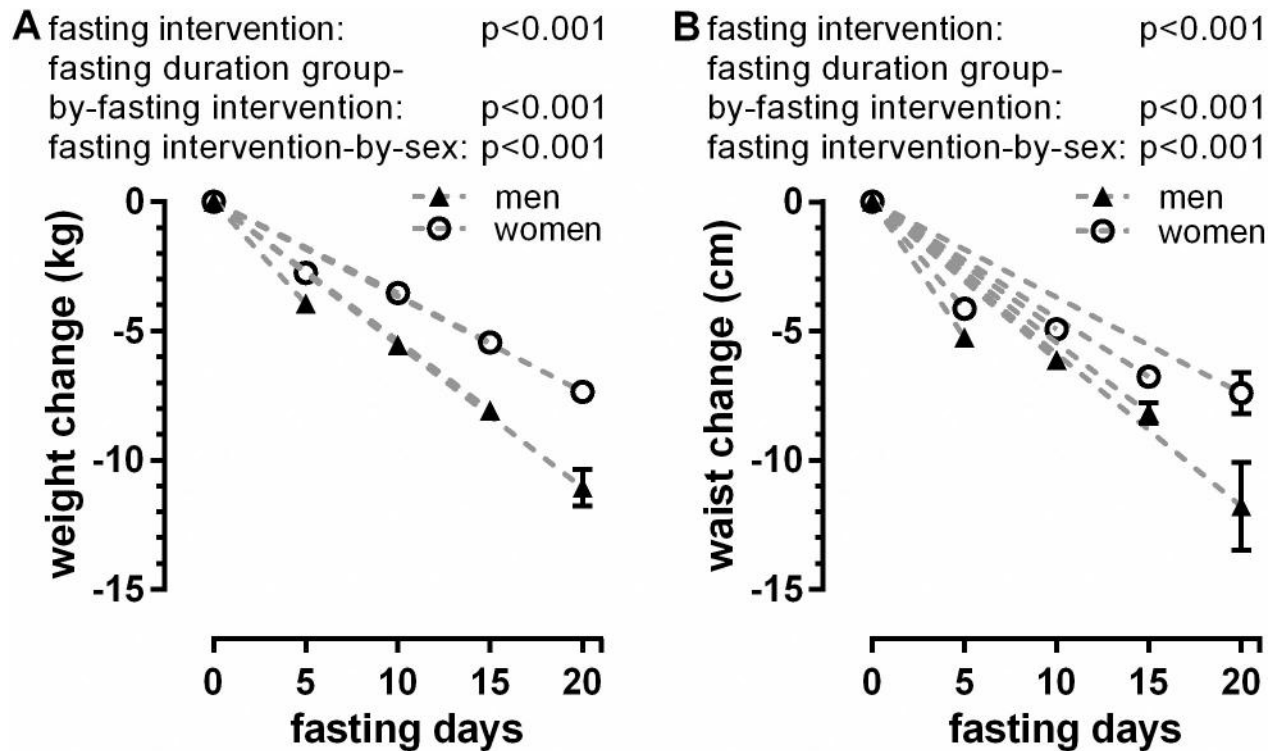 A fasting intervention: p<0.001
fasting duration group-
by-fasting intervention: p<0.001
fasting intervention-by-sex: p<0.001
men
women
weight change (kg)
0
-5
-10
-15
0 5 10 15 20
fasting days
B fasting intervention: p<0.001
fasting duration group-
by-fasting intervention: p<0.001
fasting intervention-by-sex: p<0.001
men
women
waist change (cm)
0
-5
-10
-15
0 5 10 15 20
fasting days